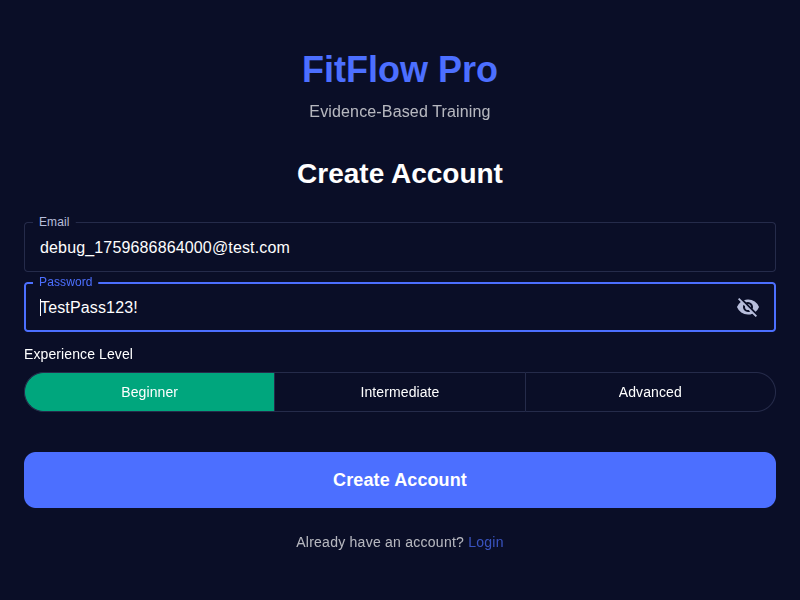 FitFlow Pro
Evidence-Based Training
Create Account
Email
debug_1759686864000@test.com
Password
TestPass123!
Experience Level
Beginner Intermediate Advanced
Create Account
Already have an account? Login